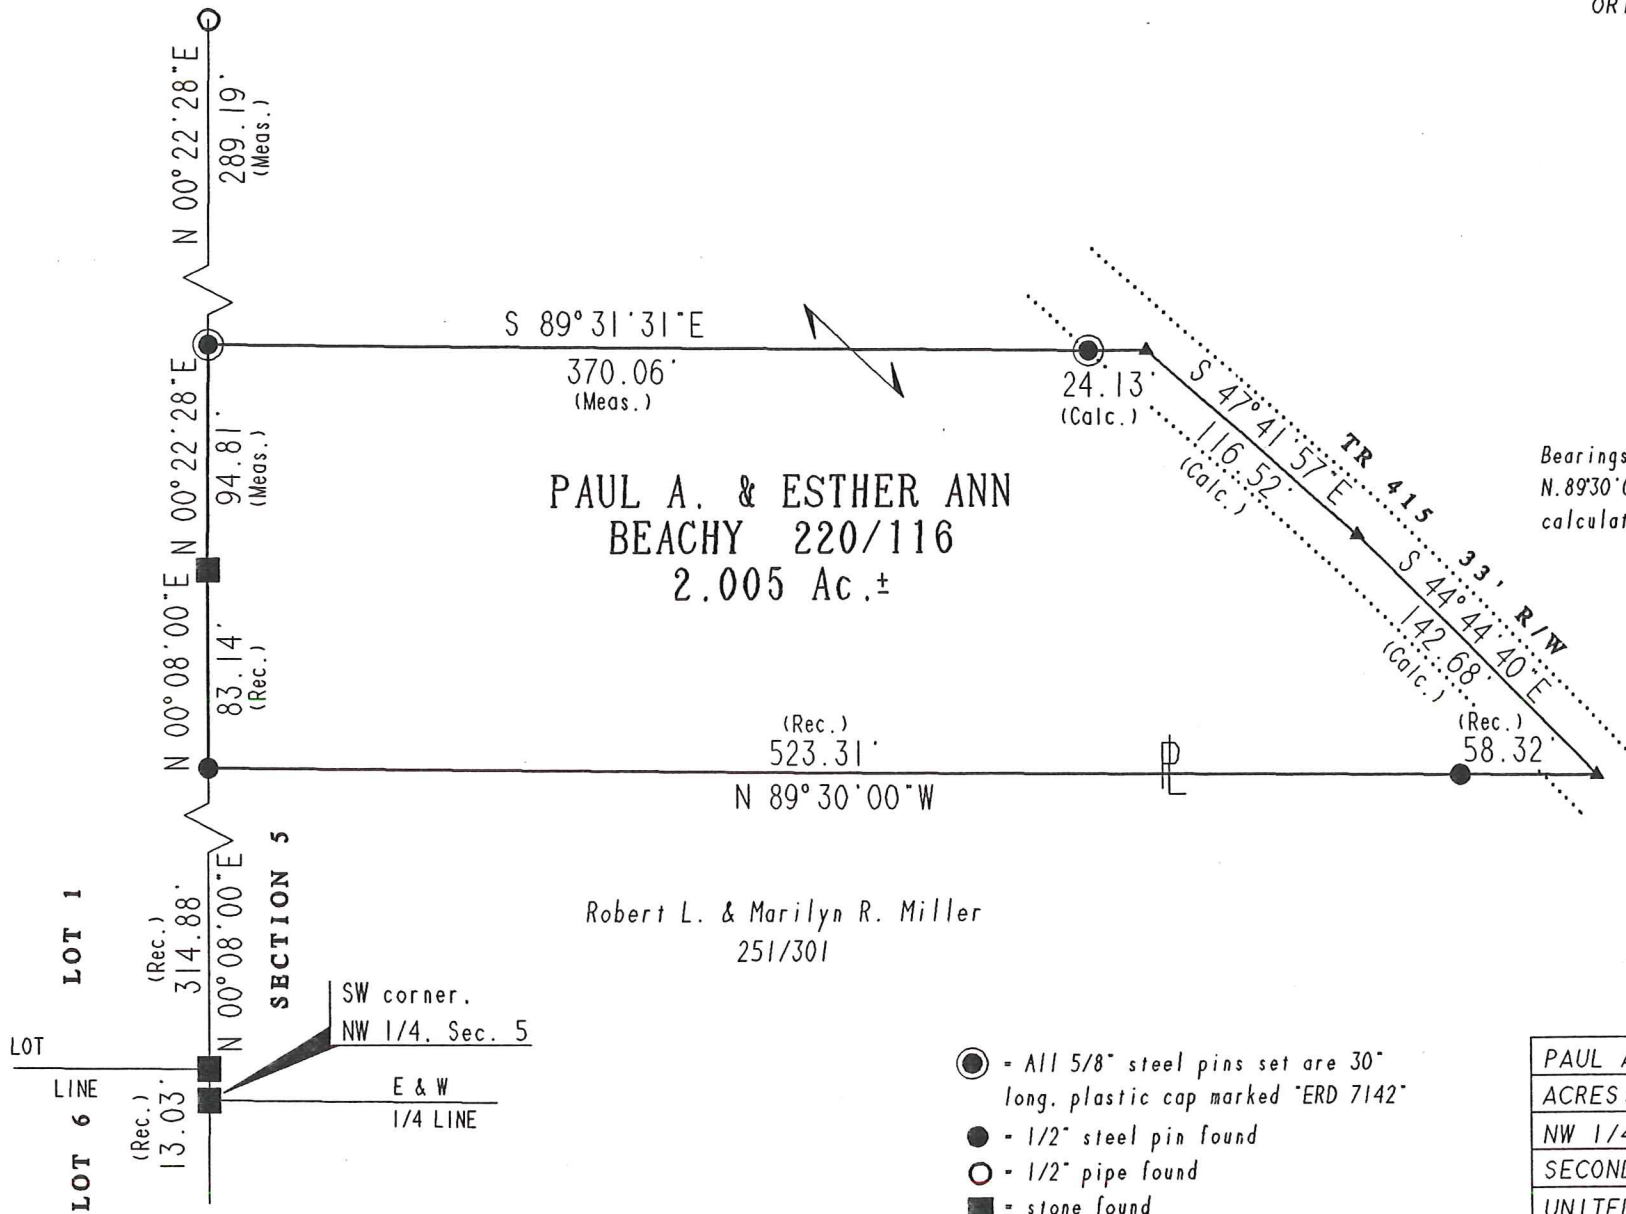 OR
N 00°22'28"E
289.19'
(Meas.)
S 89°31'31"E
370.06'
(Meas.)
24.13'
(Calc.)
S 47°41'57"E
116.52'
(Calc.)
TR 415 33' R/W
N 00°22'28"E
94.81'
(Meas.)
PAUL A. & ESTHER ANN
BEACHY 220/116
2.005 Ac.±
Bearings
N.89°30'
calculat
S 44°44'40"E
142.68'
(Calc.)
N 00°08'00"E
83.14'
(Rec.)
(Rec.)
523.31'
N 89°30'00"W
PL
(Rec.)
58.32'
LOT 1
(Rec.)
314.88'
N 00°08'00"E
SECTION 5
Robert L. & Marilyn R. Miller
251/301
SW corner,
NW 1/4, Sec. 5
LOT
LINE
E & W
1/4 LINE
LOT 6
(Rec.)
13.03'
= All 5/8" steel pins set are 30"
long, plastic cap marked "ERD 7142"
- 1/2" steel pin found
- 1/2" pipe found
= stone found
PAUL A
ACRES
NW 1/4
SECOND
UNITE